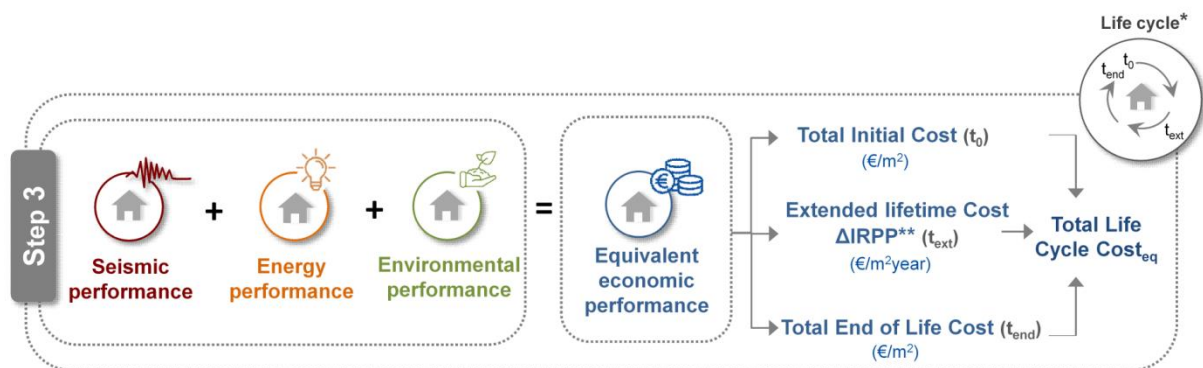 Life cycle*
t0
tend
text
Step 3
Seismic
performance
+
Energy
performance
+
Environmental
performance
=
€
Equivalent
economic
performance
Total Initial Cost (t0)
(€/m²)
Extended lifetime Cost
ΔIRPP** (text)
(€/m²year)
Total End of Life Cost (tend)
(€/m²)
Total Life
Cycle Costeq